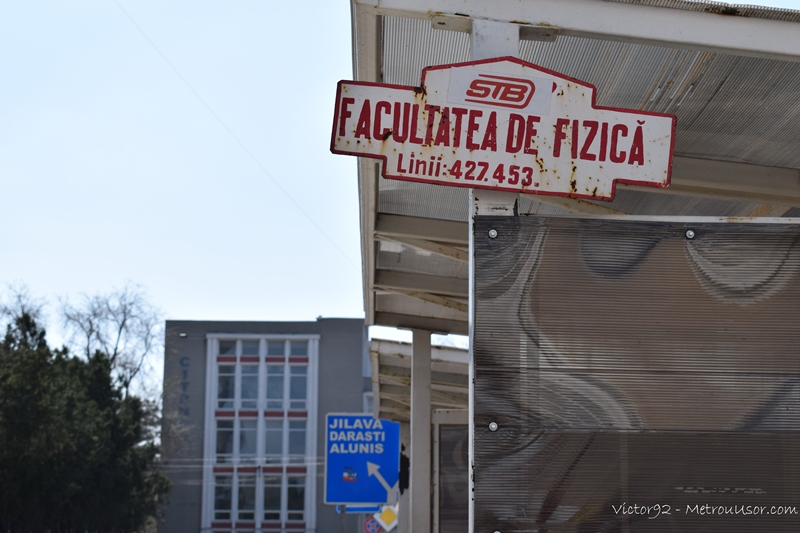 STB
FACULTATEA DE FIZICĂ
Linii: 427.453.
JILAVA
DARASTI
ALUNIS
Victor92 - MetrouUsor.com